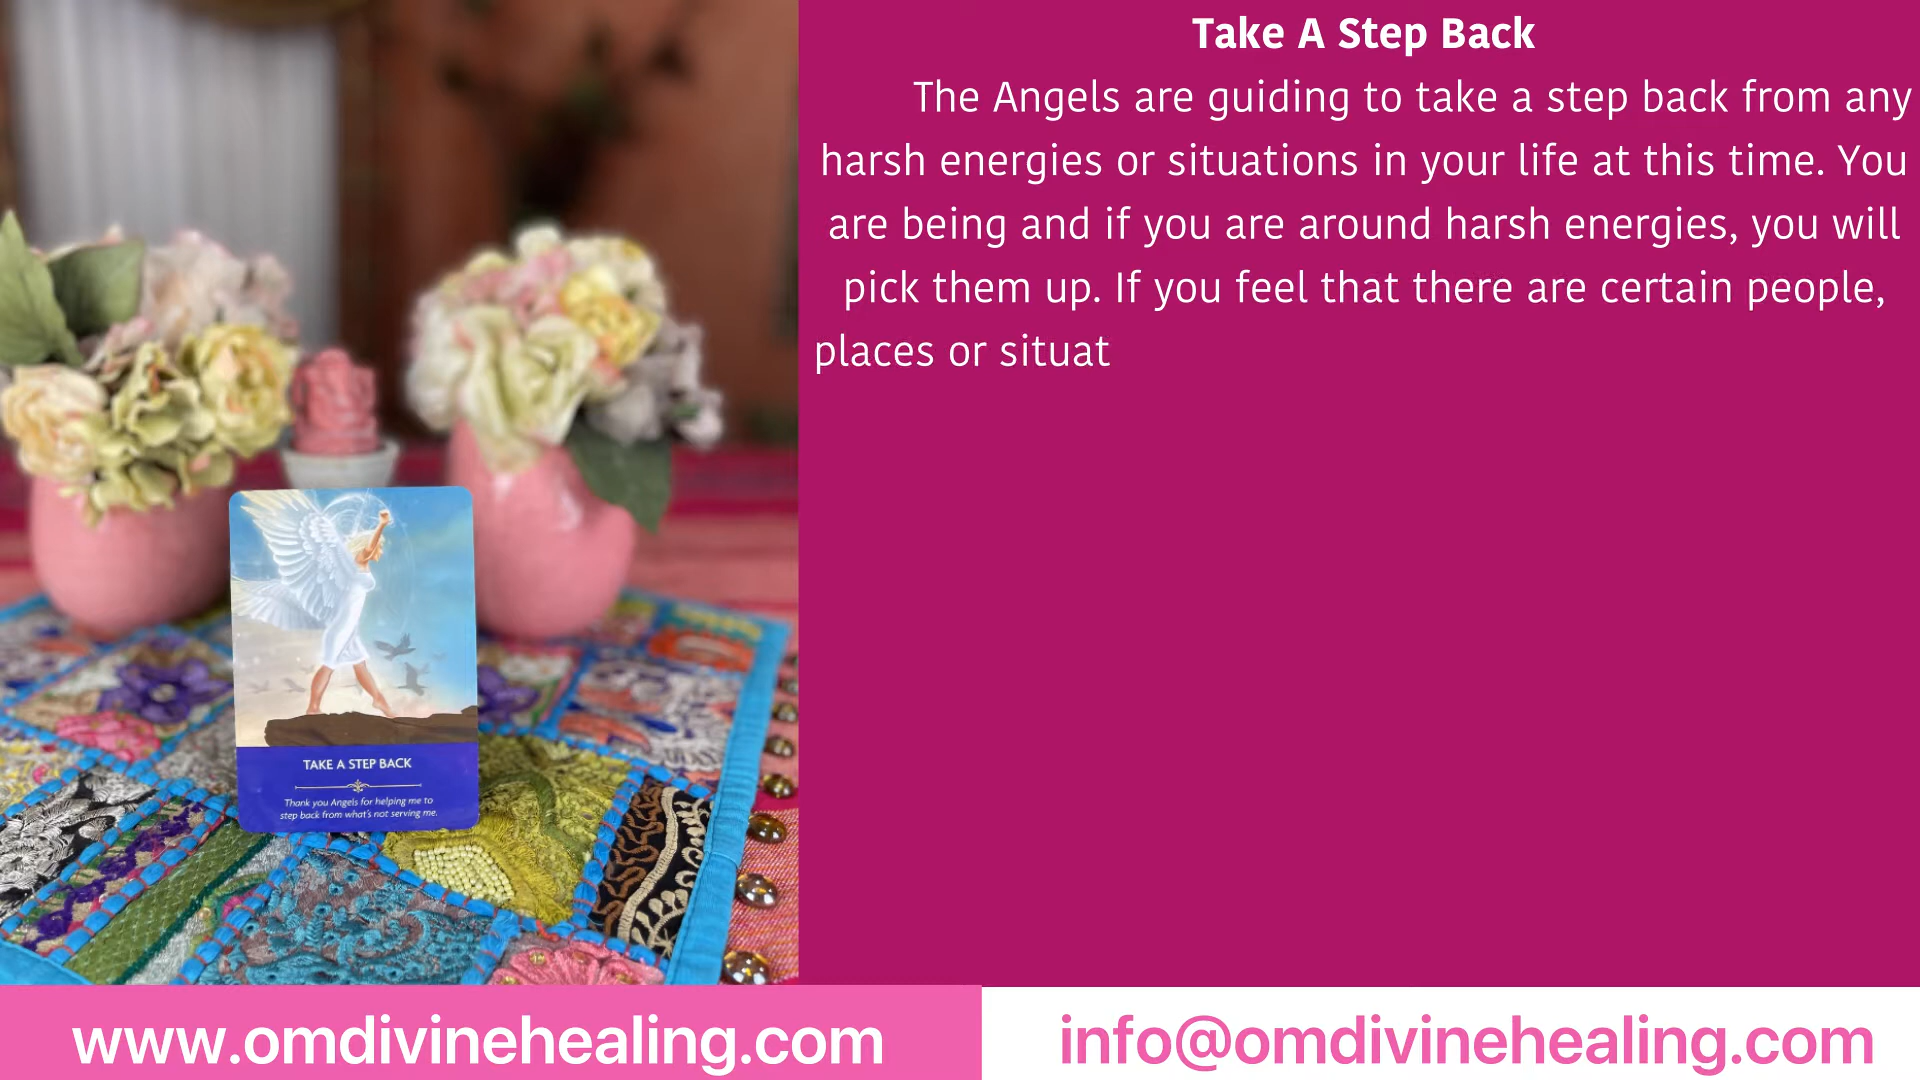 Take A Step Back
The Angels are guiding to take a step back from any
harsh energies or situations in your life at this time. You
are being and if you are around harsh energies, you will
pick them up. If you feel that there are certain people,
places or situat
TAKE A STEP BACK
Thank you Angels for helping me to
step back from what's not serving me.
www.omdivinehealing.com
info@omdivinehealing.com